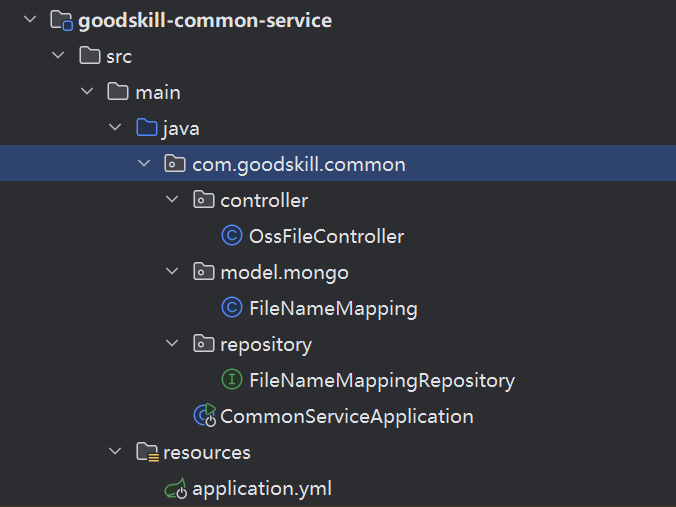 goodskill-common-service
src
main
java
com.goodskill.common
controller
OssFileController
model.mongo
FileNameMapping
repository
FileNameMappingRepository
CommonServiceApplication
resources
application.yml